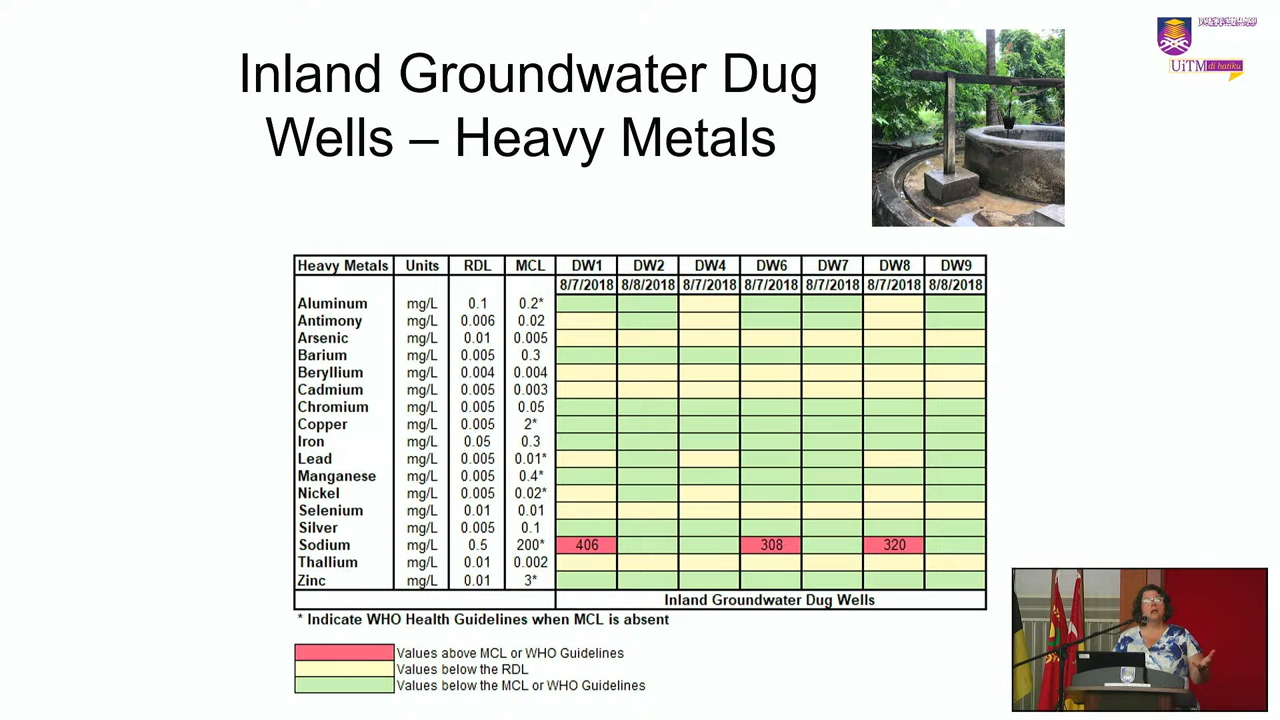 Inland Groundwater Dug
Wells – Heavy Metals
UiTM di hatiku
Heavy Metals Units RDL MCL DW1 DW2 DW4 DW6 DW7 DW8 DW9
8/7/2018 8/8/2018 8/7/2018 8/7/2018 8/7/2018 8/7/2018 8/8/2018
Aluminum mg/L 0.1 0.2*
Antimony mg/L 0.006 0.02
Arsenic mg/L 0.01 0.005
Barium mg/L 0.005 0.3
Beryllium mg/L 0.004 0.004
Cadmium mg/L 0.005 0.003
Chromium mg/L 0.005 0.05
Copper mg/L 0.005 2*
Iron mg/L 0.05 0.3
Lead mg/L 0.005 0.01*
Manganese mg/L 0.005 0.4*
Nickel mg/L 0.005 0.02*
Selenium mg/L 0.01 0.01
Silver mg/L 0.005 0.1
Sodium mg/L 0.5 200* 406 308 320
Thallium mg/L 0.01 0.002
Zinc mg/L 0.01 3*
Inland Groundwater Dug Wells
* Indicate WHO Health Guidelines when MCL is absent
Values above MCL or WHO Guidelines
Values below the RDL
Values below the MCL or WHO Guidelines